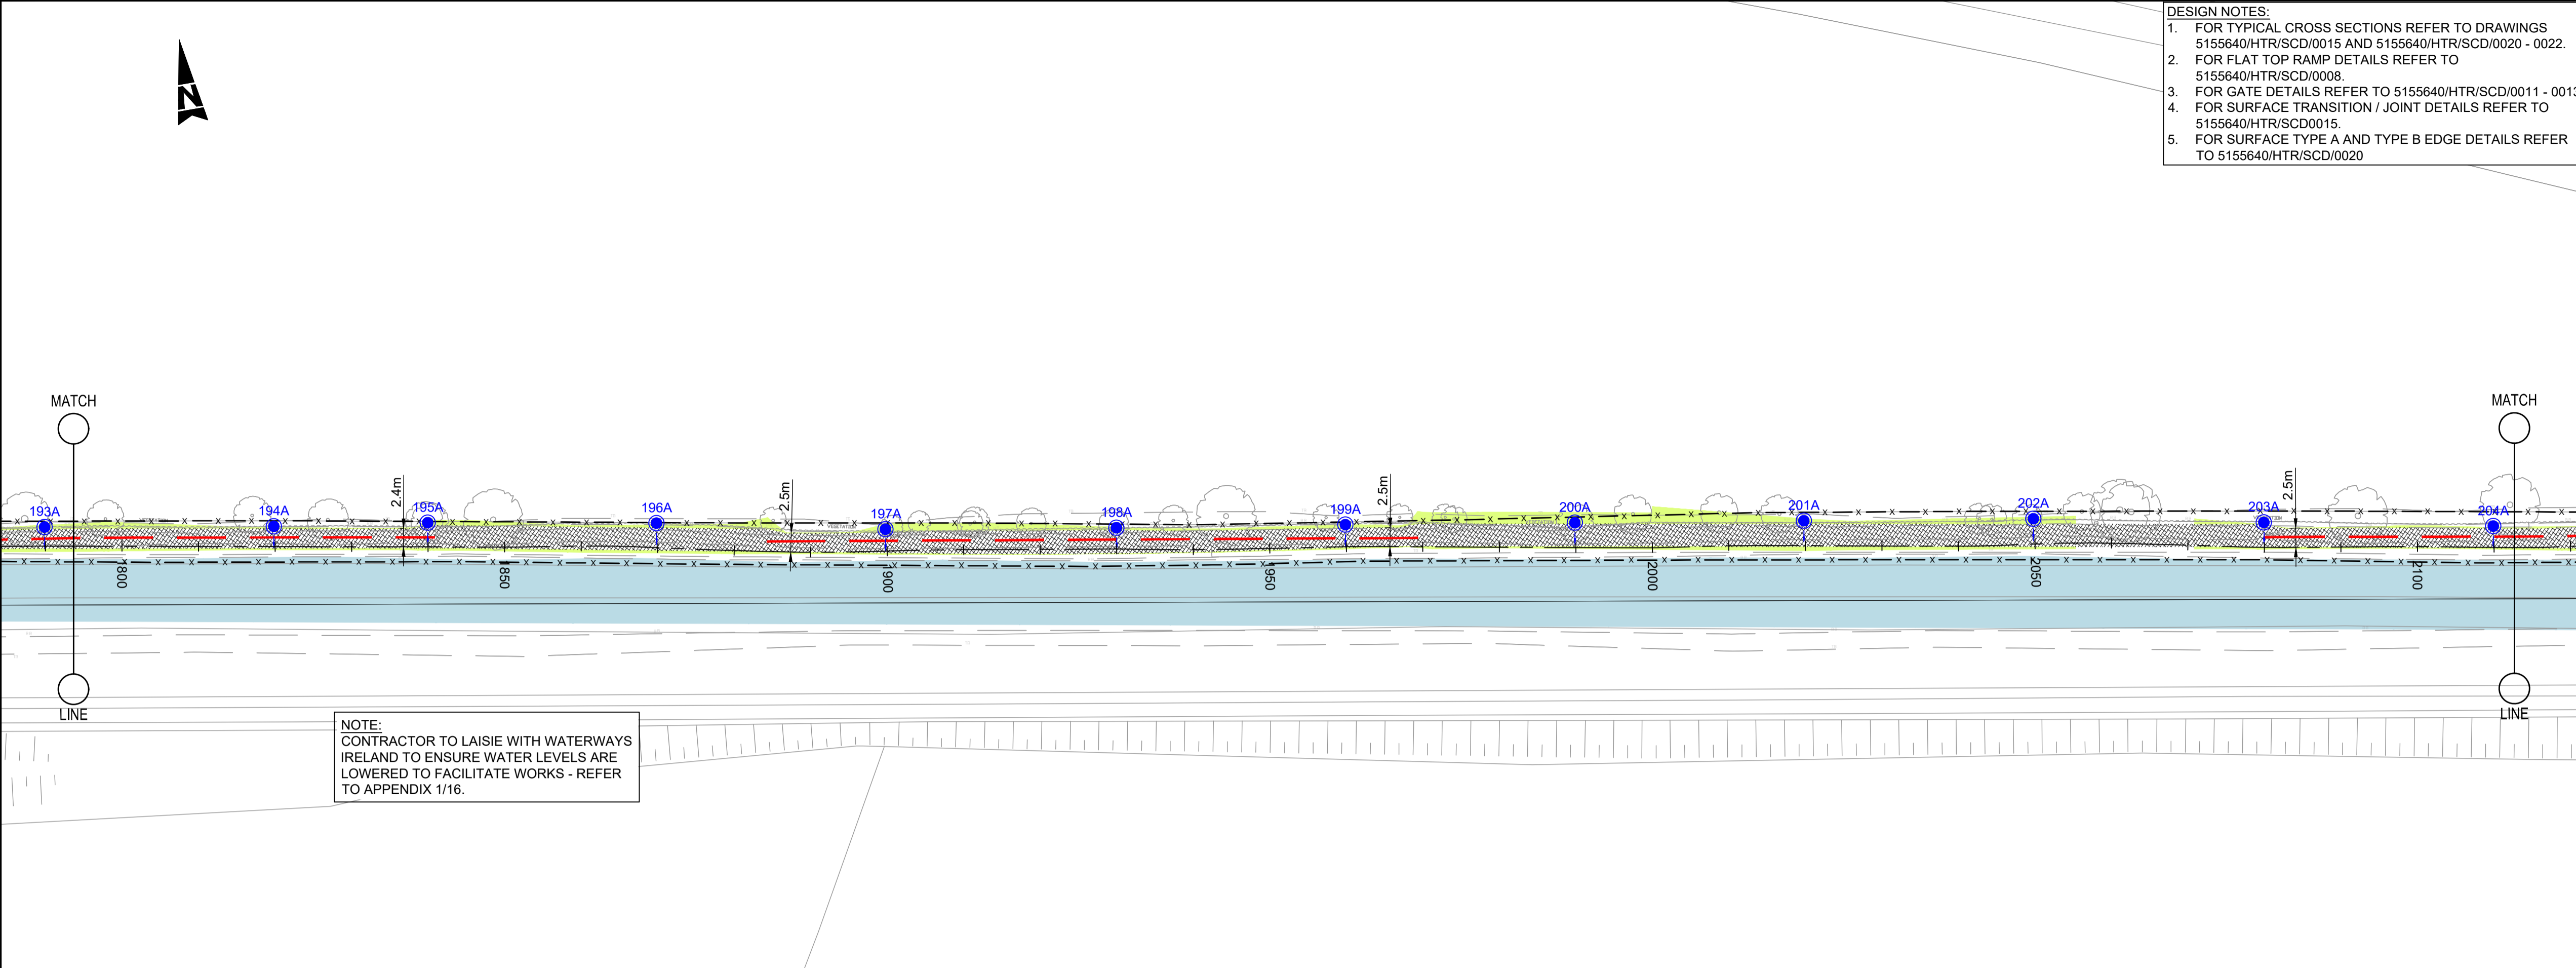 DESIGN NOTES:
1. FOR TYPICAL CROSS SECTIONS REFER TO DRAWINGS
5155640/HTR/SCD/0015 AND 5155640/HTR/SCD/0020 - 0022.
2. FOR FLAT TOP RAMP DETAILS REFER TO
5155640/HTR/SCD/0008.
3. FOR GATE DETAILS REFER TO 5155640/HTR/SCD/0011 - 0013
4. FOR SURFACE TRANSITION / JOINT DETAILS REFER TO
5155640/HTR/SCD0015.
5. FOR SURFACE TYPE A AND TYPE B EDGE DETAILS REFER
TO 5155640/HTR/SCD/0020
N
MATCH
MATCH
193A
194A
2.4m
195A
196A
2.5m
197A
198A
199A
2.5m
200A
201A
202A
203A
2.5m
204A
1800
1850
1900
1950
2000
2050
2100
LINE
LINE
NOTE:
CONTRACTOR TO LAISIE WITH WATERWAYS
IRELAND TO ENSURE WATER LEVELS ARE
LOWERED TO FACILITATE WORKS - REFER
TO APPENDIX 1/16.